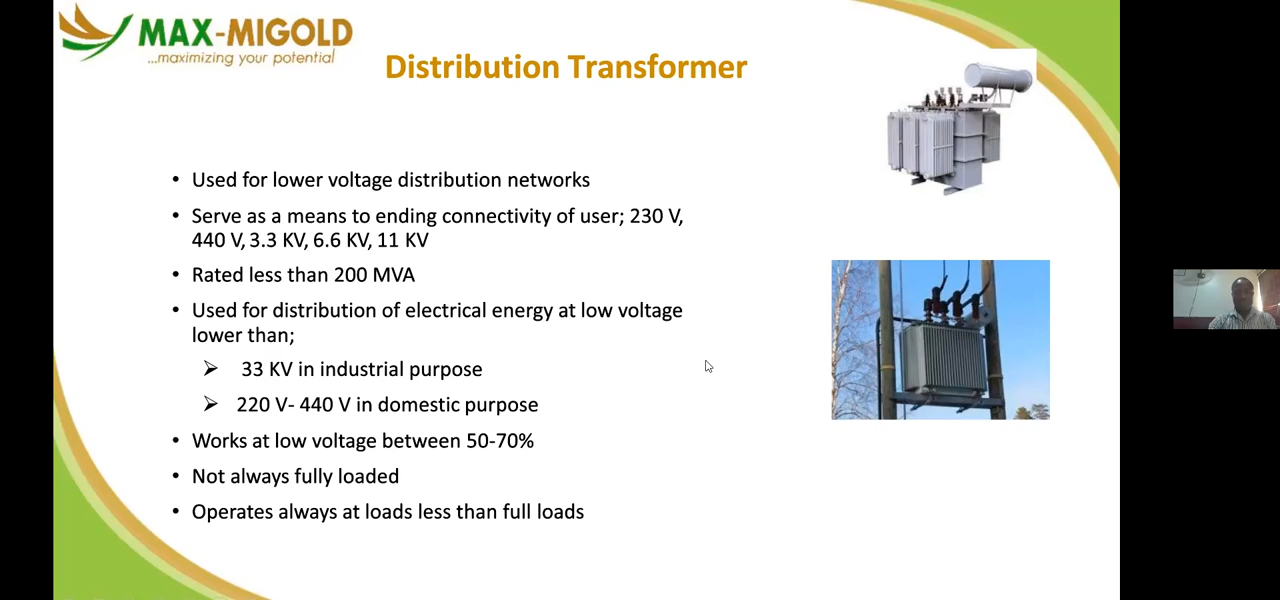 MAX-MIGOLD
...maximizing your potential
Distribution Transformer
• Used for lower voltage distribution networks
• Serve as a means to ending connectivity of user; 230 V,
440 V, 3.3 KV, 6.6 KV, 11 KV
• Rated less than 200 MVA
• Used for distribution of electrical energy at low voltage
lower than;
➢ 33 KV in industrial purpose
➢ 220 V- 440 V in domestic purpose
• Works at low voltage between 50-70%
• Not always fully loaded
• Operates always at loads less than full loads